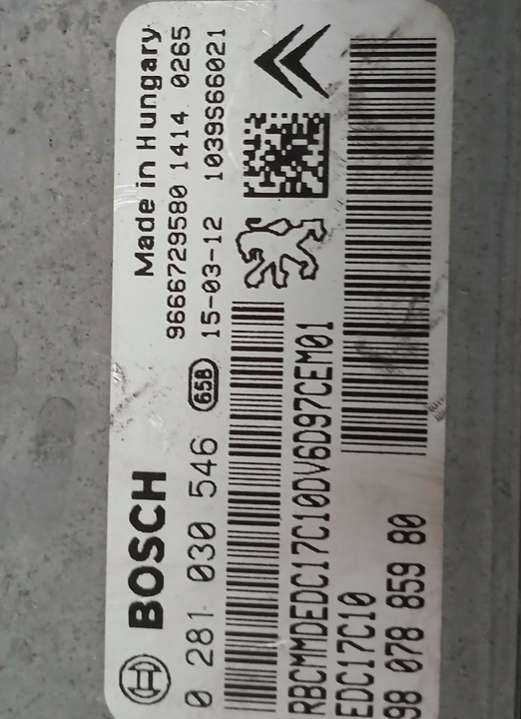 BOSCH
Made in Hungary
0 281 030 546
658
9666729580 1414 0265
15-03-12 1039S66021
RBCMMDEDC17C10DV6D97CEM01
EDC17C10
98 078 859 80